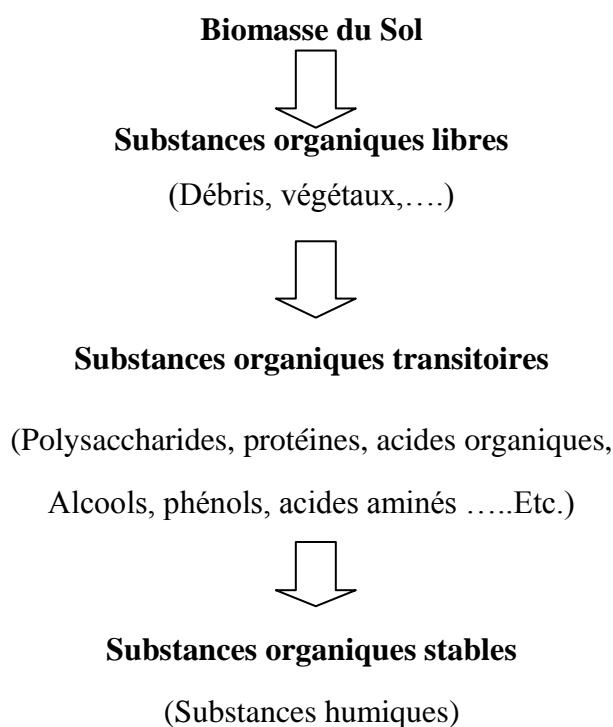 Biomasse du Sol
Substances organiques libres
(Débris, végétaux,….)
Substances organiques transitoires
(Polysaccharides, protéines, acides organiques,
Alcools, phénols, acides aminés …..Etc.)
Substances organiques stables
(Substances humiques)